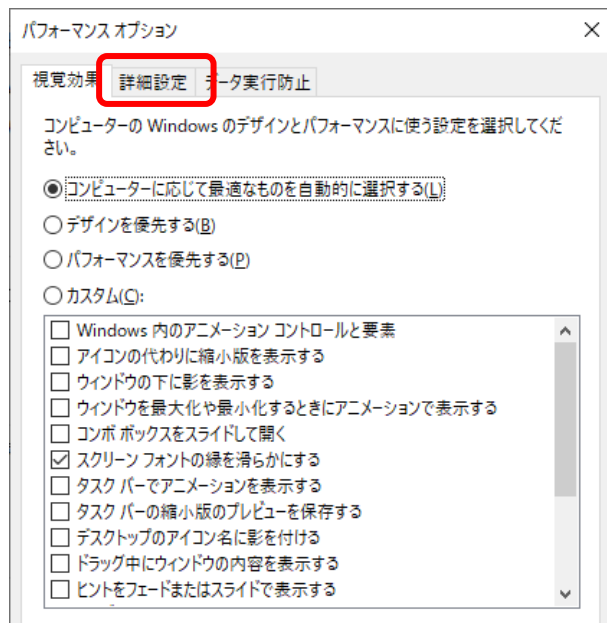 パフォーマンス オプション
視覚効果 詳細設定 データ実行防止
コンピューターの Windows のデザインとパフォーマンスに使う設定を選択してくだ
さい。
コンピューターに応じて最適なものを自動的に選択する(L)
デザインを優先する(B)
パフォーマンスを優先する(P)
カスタム(C):
Windows 内のアニメーション コントロールと要素
アイコンの代わりに縮小版を表示する
ウィンドウの下に影を表示する
ウィンドウを最大化や最小化するときにアニメーションで表示する
コンボ ボックスをスライドして開く
スクリーン フォントの縁を滑らかにする
タスク バーでアニメーションを表示する
タスク バーの縮小版のプレビューを保存する
デスクトップのアイコン名に影を付ける
ドラッグ中にウィンドウの内容を表示する
ヒントをフェードまたはスライドで表示する